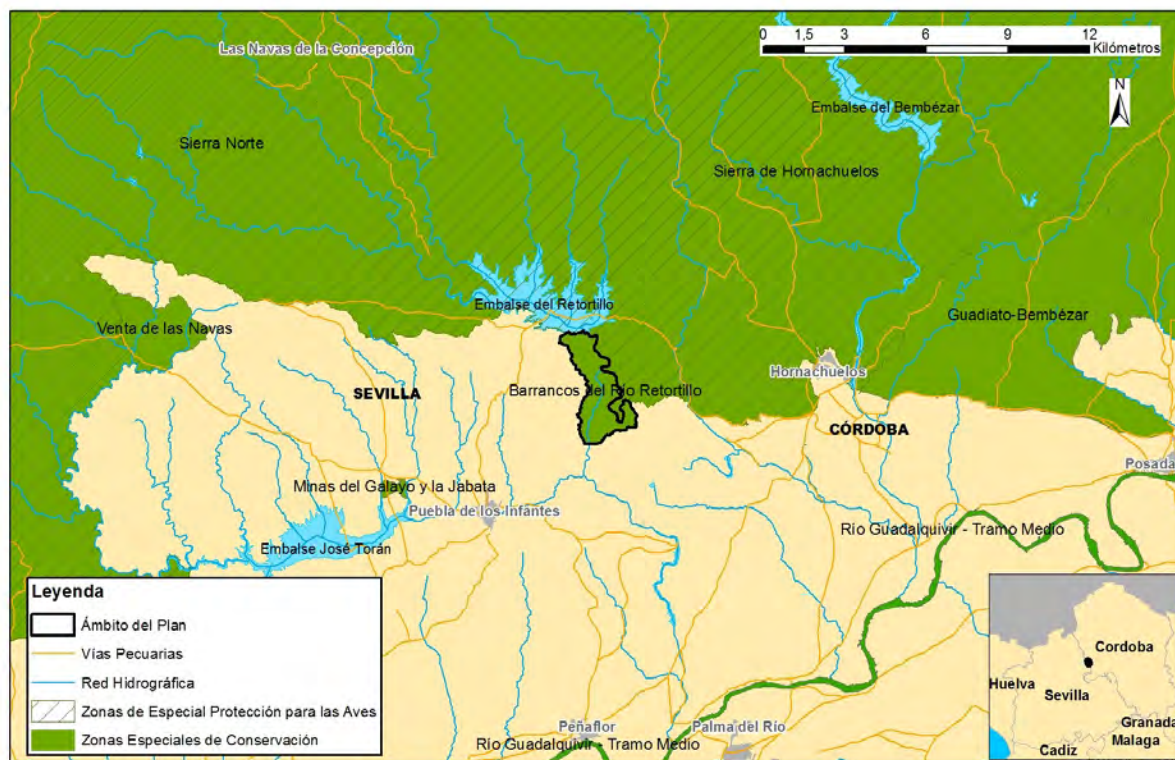 Las Navas de la Concepción
0 1,5 3 6 9 12
Kilómetros
N
Embalse del Bembézar
Sierra Norte
Sierra de Hornachuelos
Embalse del Retortillo
Guadiato-Bembézar
Venta de las Navas
Hornachuelos
SEVILLA
Barrancos del Río Retortillo
CÓRDOBA
Posada
Minas del Galayo y la Jabata
Puebla de los Infantes
Río Guadalquivir - Tramo Medio
Embalse José Torán
Leyenda
Ámbito del Plan
Vías Pecuarias
Red Hidrográfica
Zonas de Especial Protección para las Aves
Zonas Especiales de Conservación
Peñaflor
Palma del Río
Río Guadalquivir - Tramo Medio
Cordoba
Huelva
Sevilla
Granada
Malaga
Cadiz